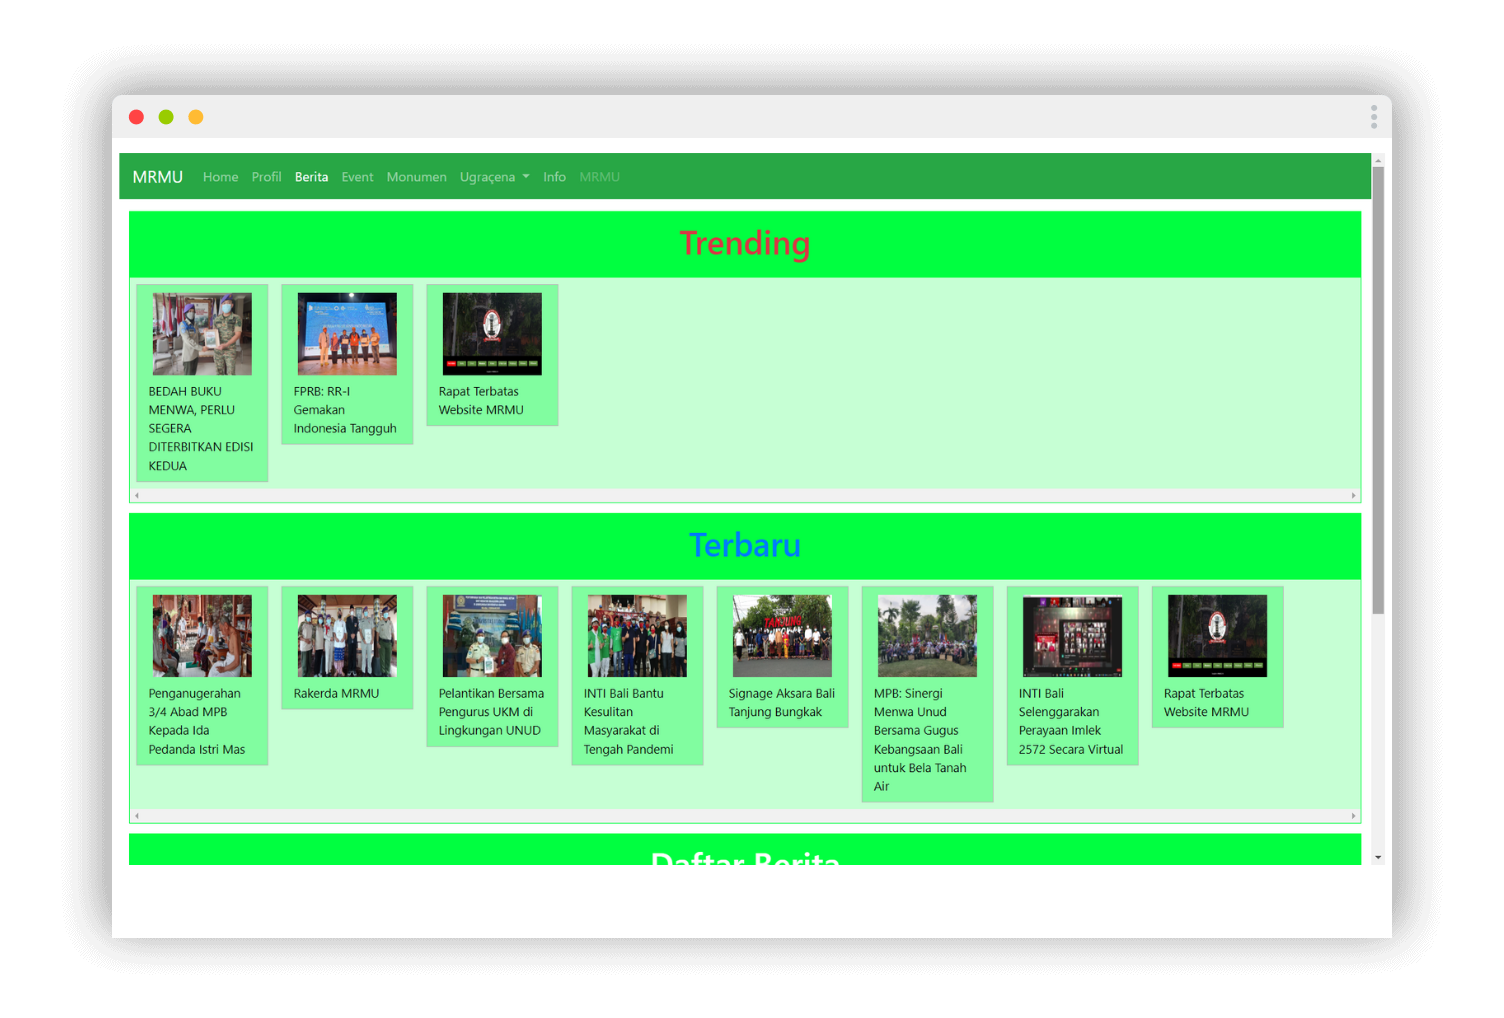 MRMU Home Profil Berita Event Monumen Ugraçena Info MRMU
Trending
BEDAH BUKU
MENWA, PERLU
SEGERA
DITERBITKAN EDISI
KEDUA
FPRB: RR-I
Gemakan
Indonesia Tangguh
Rapat Terbatas
Website MRMU
Terbaru
TANJUNG
Penganugerahan
3/4 Abad MPB
Kepada Ida
Pedanda Istri Mas
Rakerda MRMU
Pelantikan Bersama
Pengurus UKM di
Lingkungan UNUD
INTI Bali Bantu
Kesulitan
Masyarakat di
Tengah Pandemi
Signage Aksara Bali
Tanjung Bungkak
MPB: Sinergi
Menwa Unud
Bersama Gugus
Kebangsaan Bali
untuk Bela Tanah
Air
INTI Bali
Selenggarakan
Perayaan Imlek
2572 Secara Virtual
Rapat Terbatas
Website MRMU
Daftar Berita